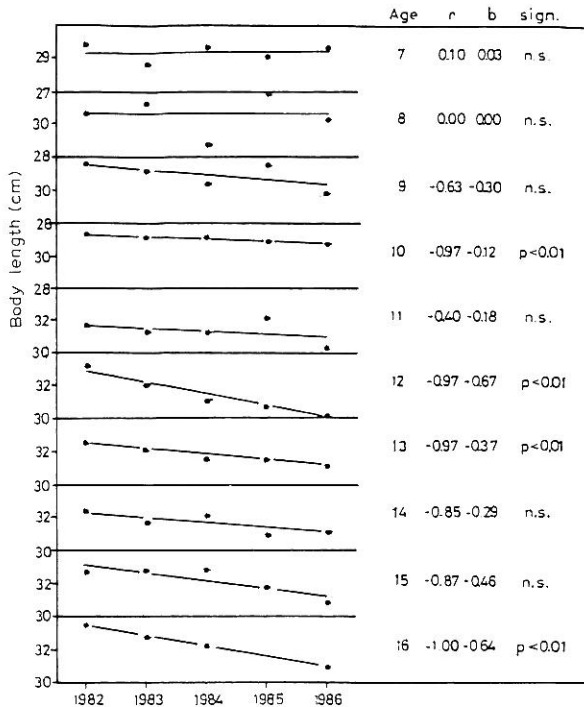 Age r b sign.
29 7 0.10 0.03 n.s.
27
30 8 0.00 0.00 n.s.
28
30 9 -0.63 -0.30 n.s.
28
30 10 -0.97 -0.12 p<0.01
28
32 11 -0.40 -0.18 n.s.
30
32 12 -0.97 -0.67 p<0.01
30
32 13 -0.97 -0.37 p<0.01
30
32 14 -0.85 -0.29 n.s.
30
32 15 -0.87 -0.46 n.s.
30
32 16 -1.00 -0.64 p<0.01
30
1982 1983 1984 1985 1986
Body length (cm)